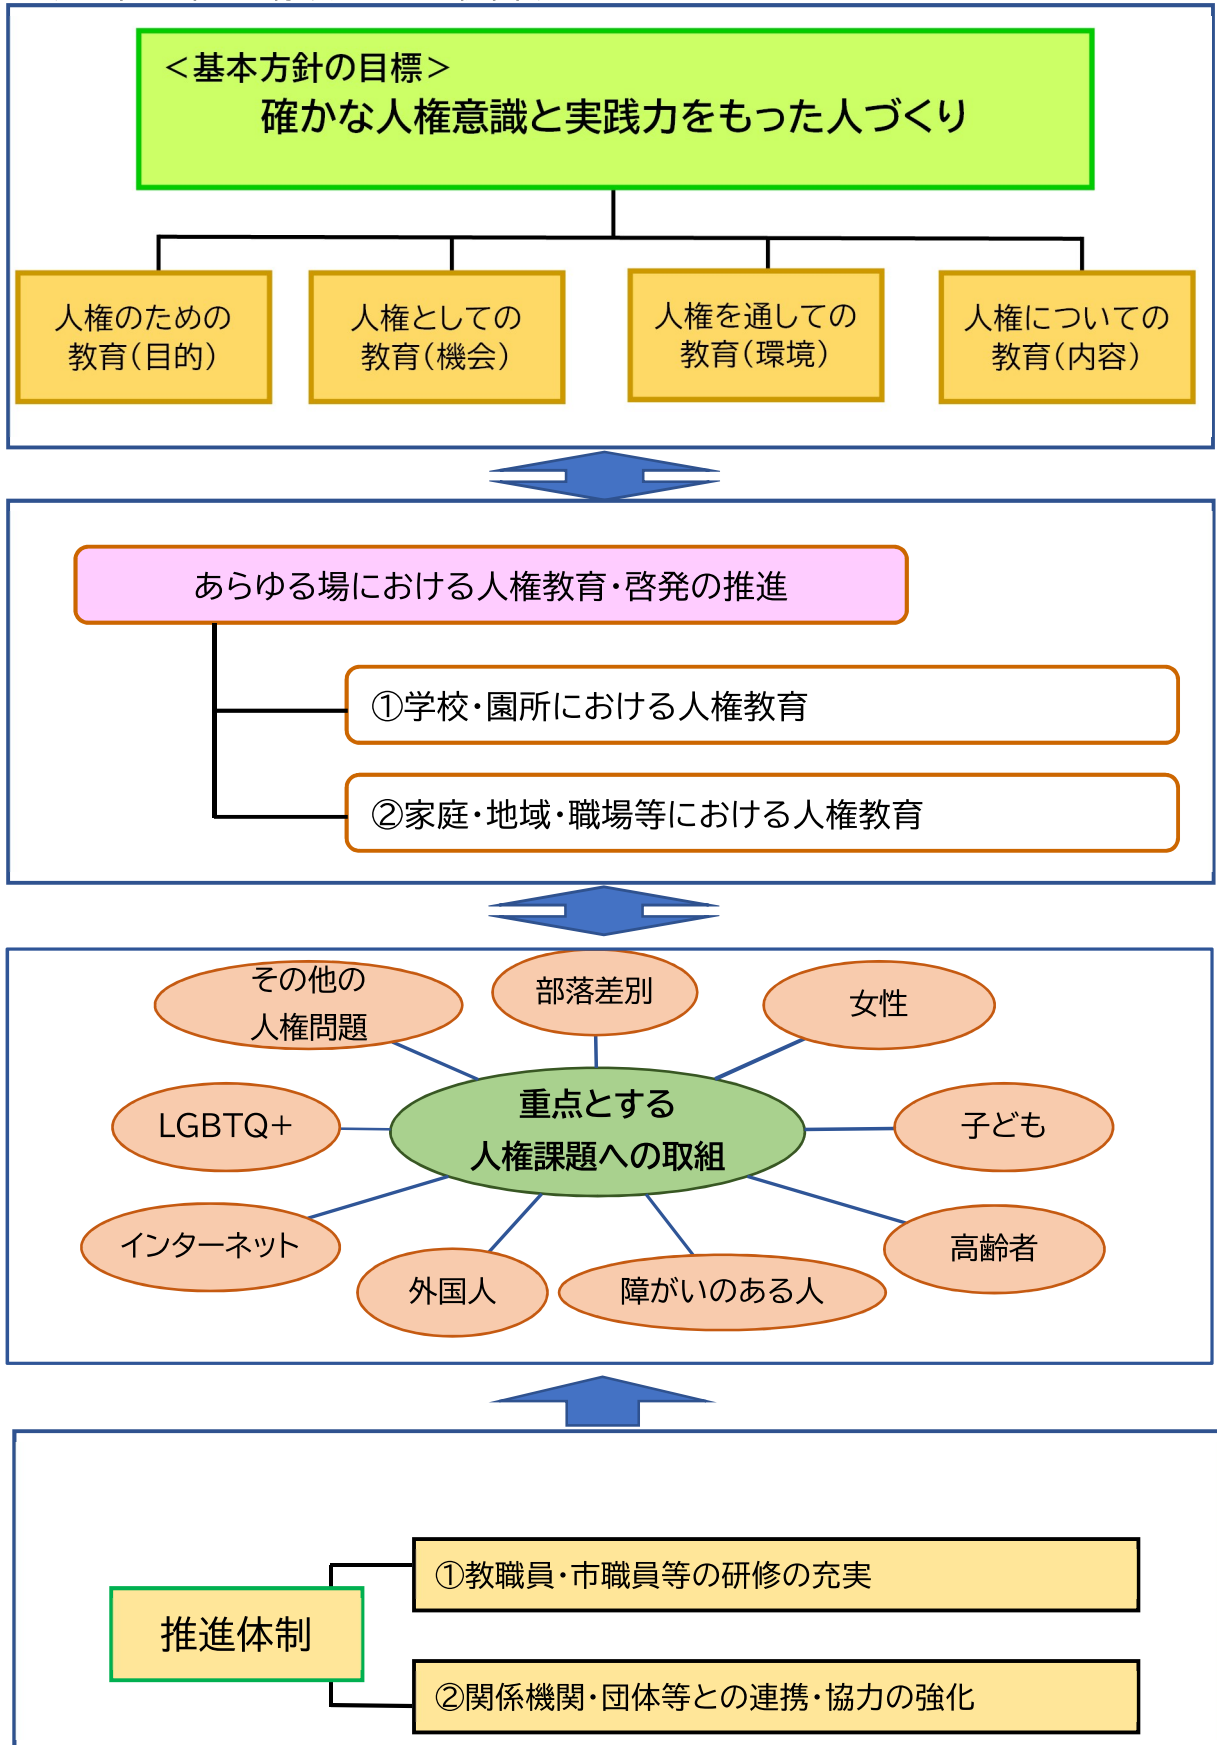 ＜基本方針の目標＞
確かな人権意識と実践力をもった人づくり
人権のための
教育（目的）
人権としての
教育（機会）
人権を通しての
教育（環境）
人権についての
教育（内容）
あらゆる場における人権教育・啓発の推進
①学校・園所における人権教育
②家庭・地域・職場等における人権教育
その他の
人権問題
部落差別
女性
LGBTQ＋
重点とする
人権課題への取組
子ども
インターネット
外国人
障がいのある人
高齢者
推進体制
①教職員・市職員等の研修の充実
②関係機関・団体等との連携・協力の強化